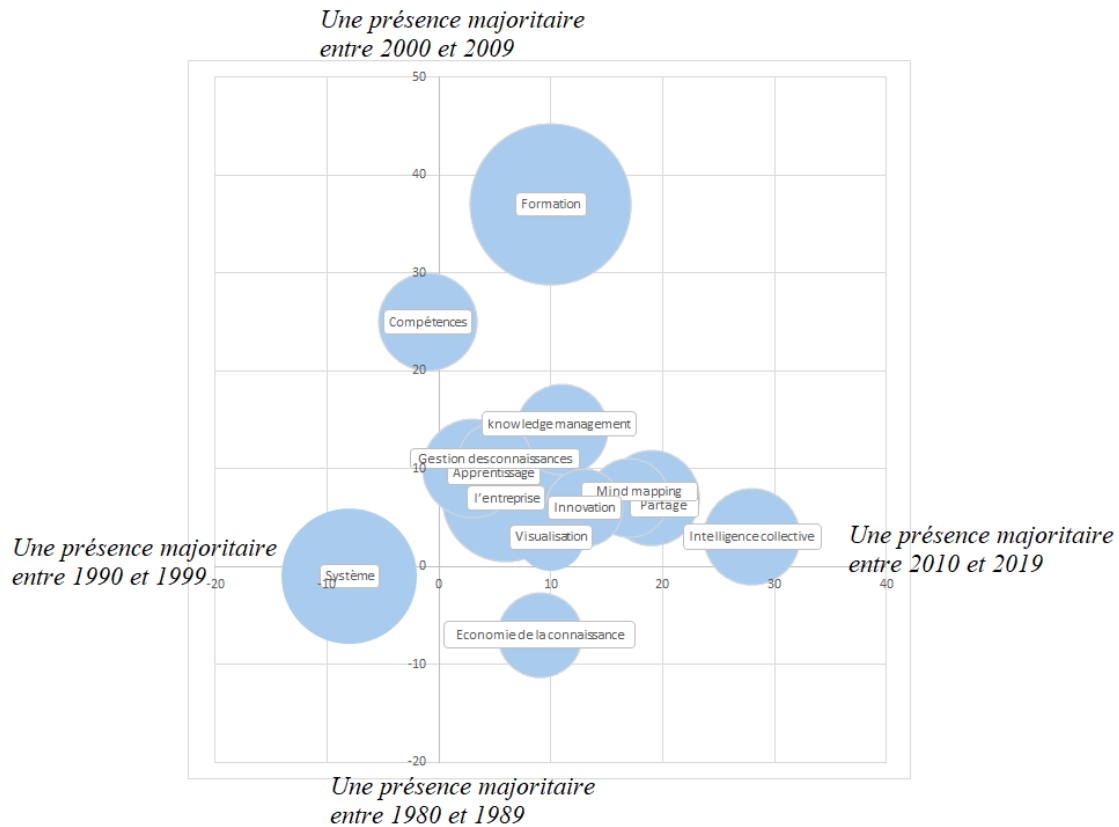 Une présence majoritaire
entre 2000 et 2009
50
40
Formation
30
Compétences
20
knowledge management
Gestion desconnaissances
10
Apprentissage
Mind mapping
l'entreprise
Partage
Innovation
Visualisation
Intelligence collective
Une présence majoritaire
entre 1990 et 1999
Une présence majoritaire
entre 2010 et 2019
0
Système
-20
-10
0
10
20
30
40
Economie de la connaissance
-10
-20
Une présence majoritaire
entre 1980 et 1989